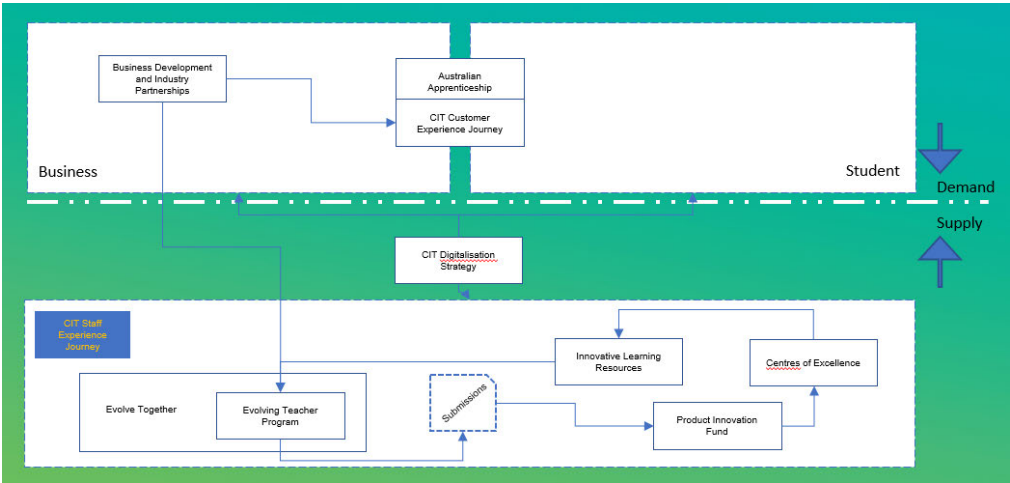 Business Development
and Industry
Partnerships
Australian
Apprenticeship
CIT Customer
Experience Journey
Business
Student
Demand
Supply
CIT Digitalisation
Strategy
CIT Staff
Experience
Journey
Innovative Learning
Resources
Centres of Excellence
Evolve Together
Evolving Teacher
Program
Submissions
Product Innovation
Fund